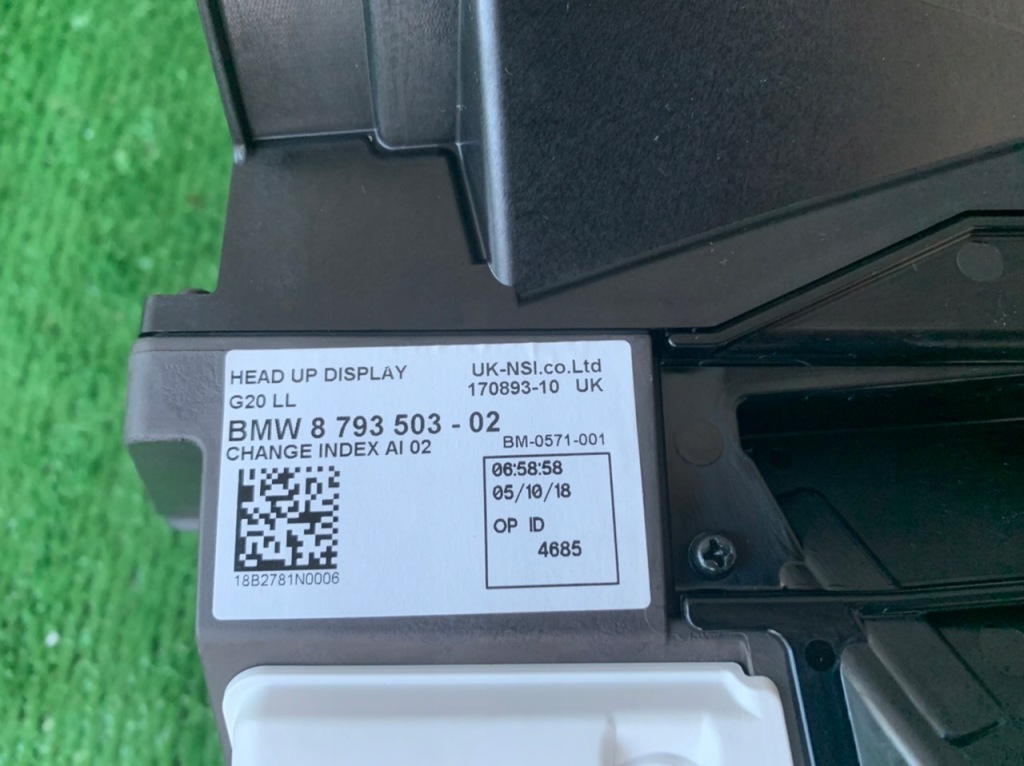 HEAD UP DISPLAY
UK-NSI.co.Ltd
G20 LL
170893-10 UK
BMW 8 793 503 - 02
CHANGE INDEX AI 02
BM-0571-001
06:58:58
05/10/18
OP ID
4685
18B2781N0006